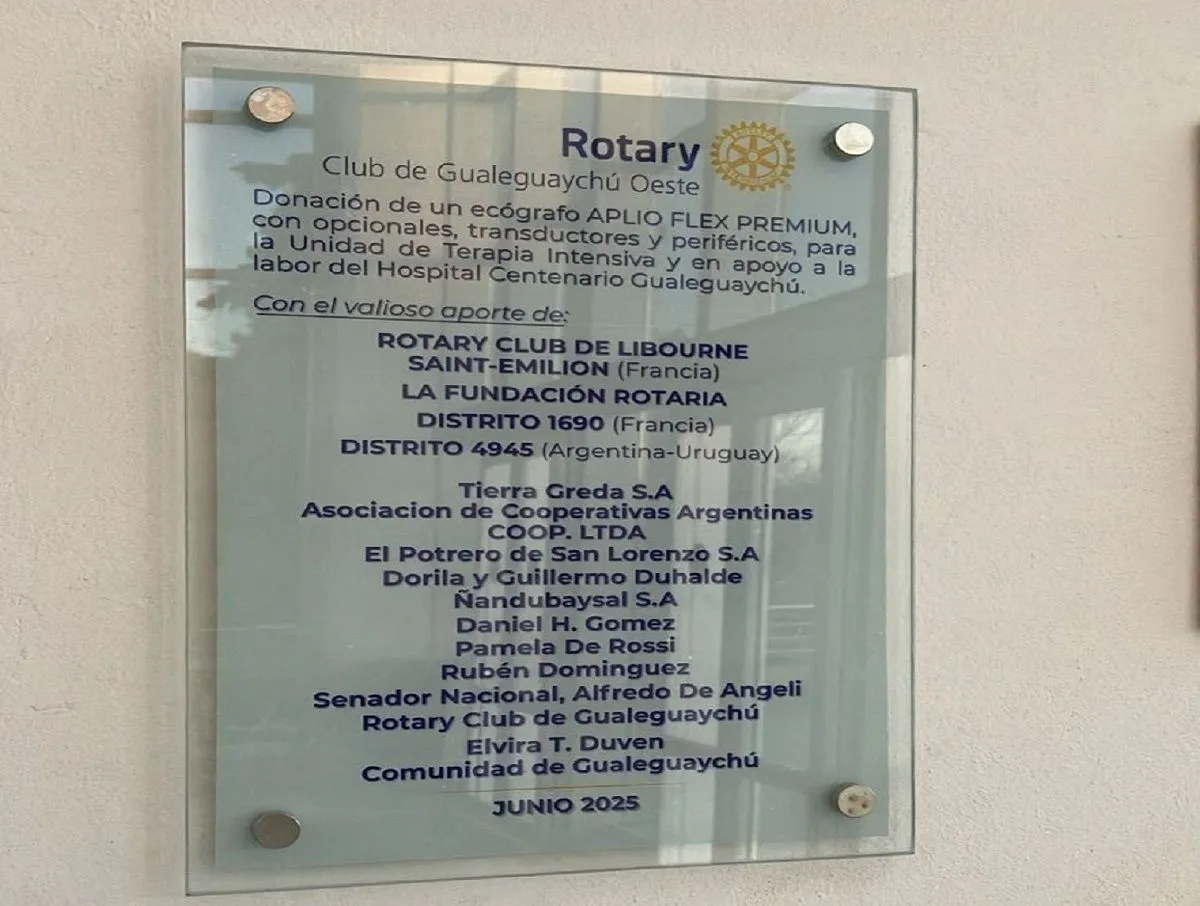 Rotary
Club de Gualeguaychú Oeste
Donación de un ecógrafo APLIO FLEX PREMIUM,
con opcionales, transductores y periféricos, para
la Unidad de Terapia Intensiva y en apoyo a la
labor del Hospital Centenario Gualeguaychú.
Con el valioso aporte de:
ROTARY CLUB DE LIBOURNE
SAINT-EMILION (Francia)
LA FUNDACIÓN ROTARIA
DISTRITO 1690 (Francia)
DISTRITO 4945 (Argentina-Uruguay)
Tierra Greda S.A
Asociacion de Cooperativas Argentinas
COOP. LTDA
El Potrero de San Lorenzo S.A
Dorila y Guillermo Duhalde
Ñandubaysal S.A
Daniel H. Gomez
Pamela De Rossi
Rubén Dominguez
Senador Nacional, Alfredo De Angeli
Rotary Club de Gualeguaychú
Elvira T. Duven
Comunidad de Gualeguaychú
JUNIO 2025